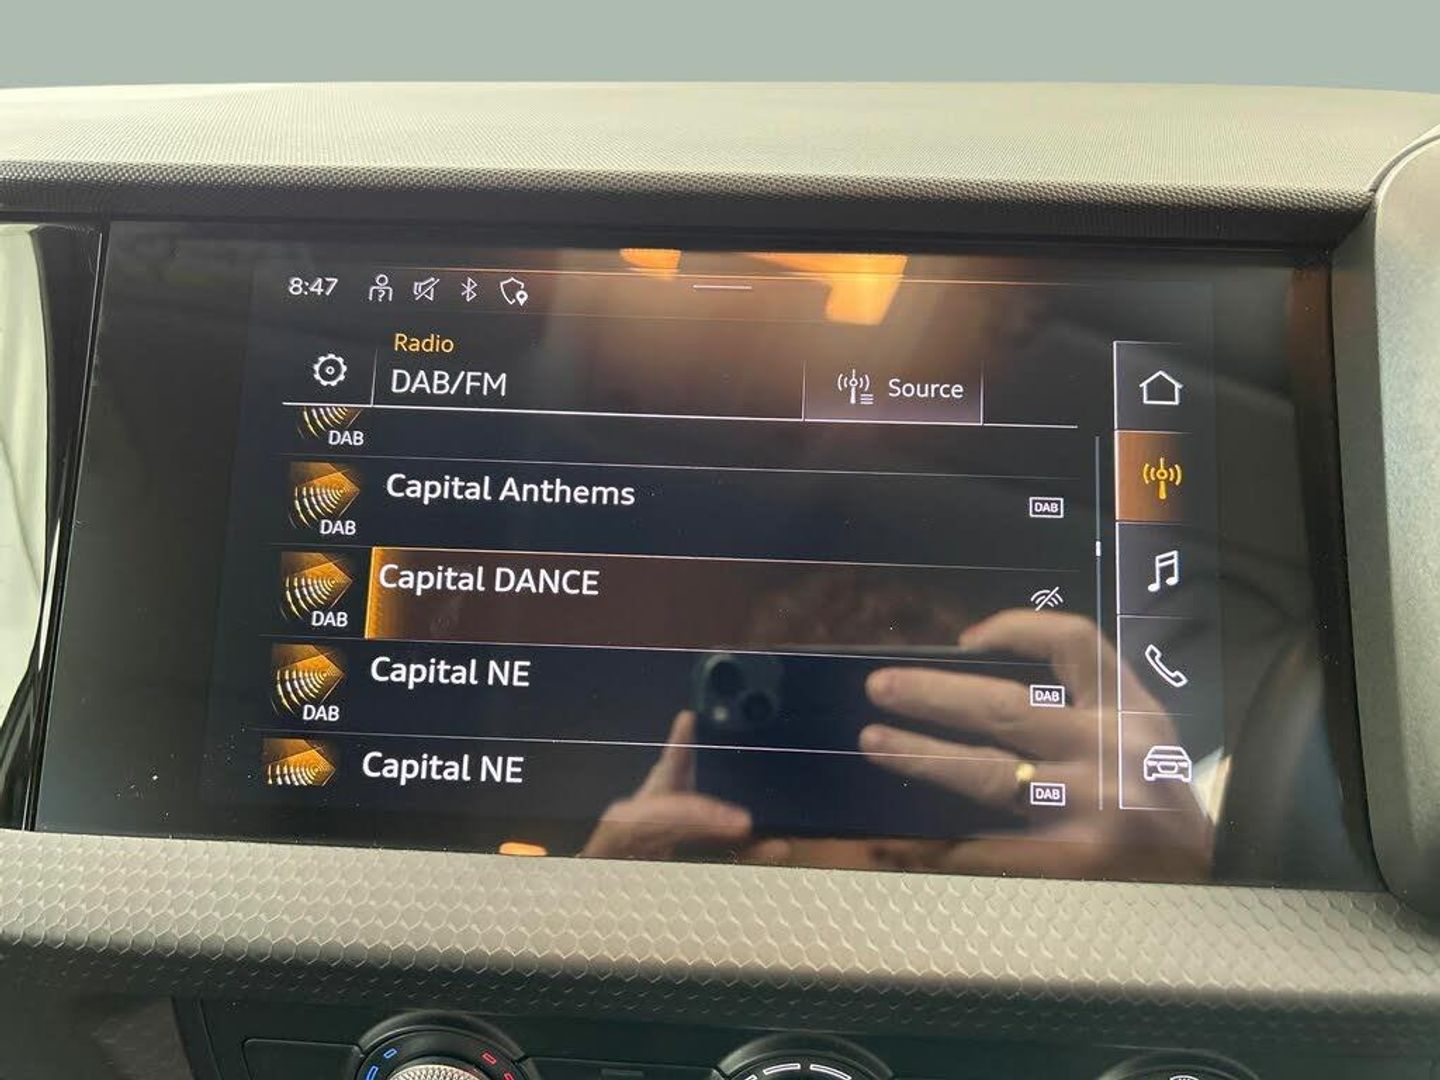 8:47
Radio
DAB/FM
Source
DAB
Capital Anthems
DAB
DAB
Capital DANCE
DAB
Capital NE
DAB
DAB
Capital NE
DAB